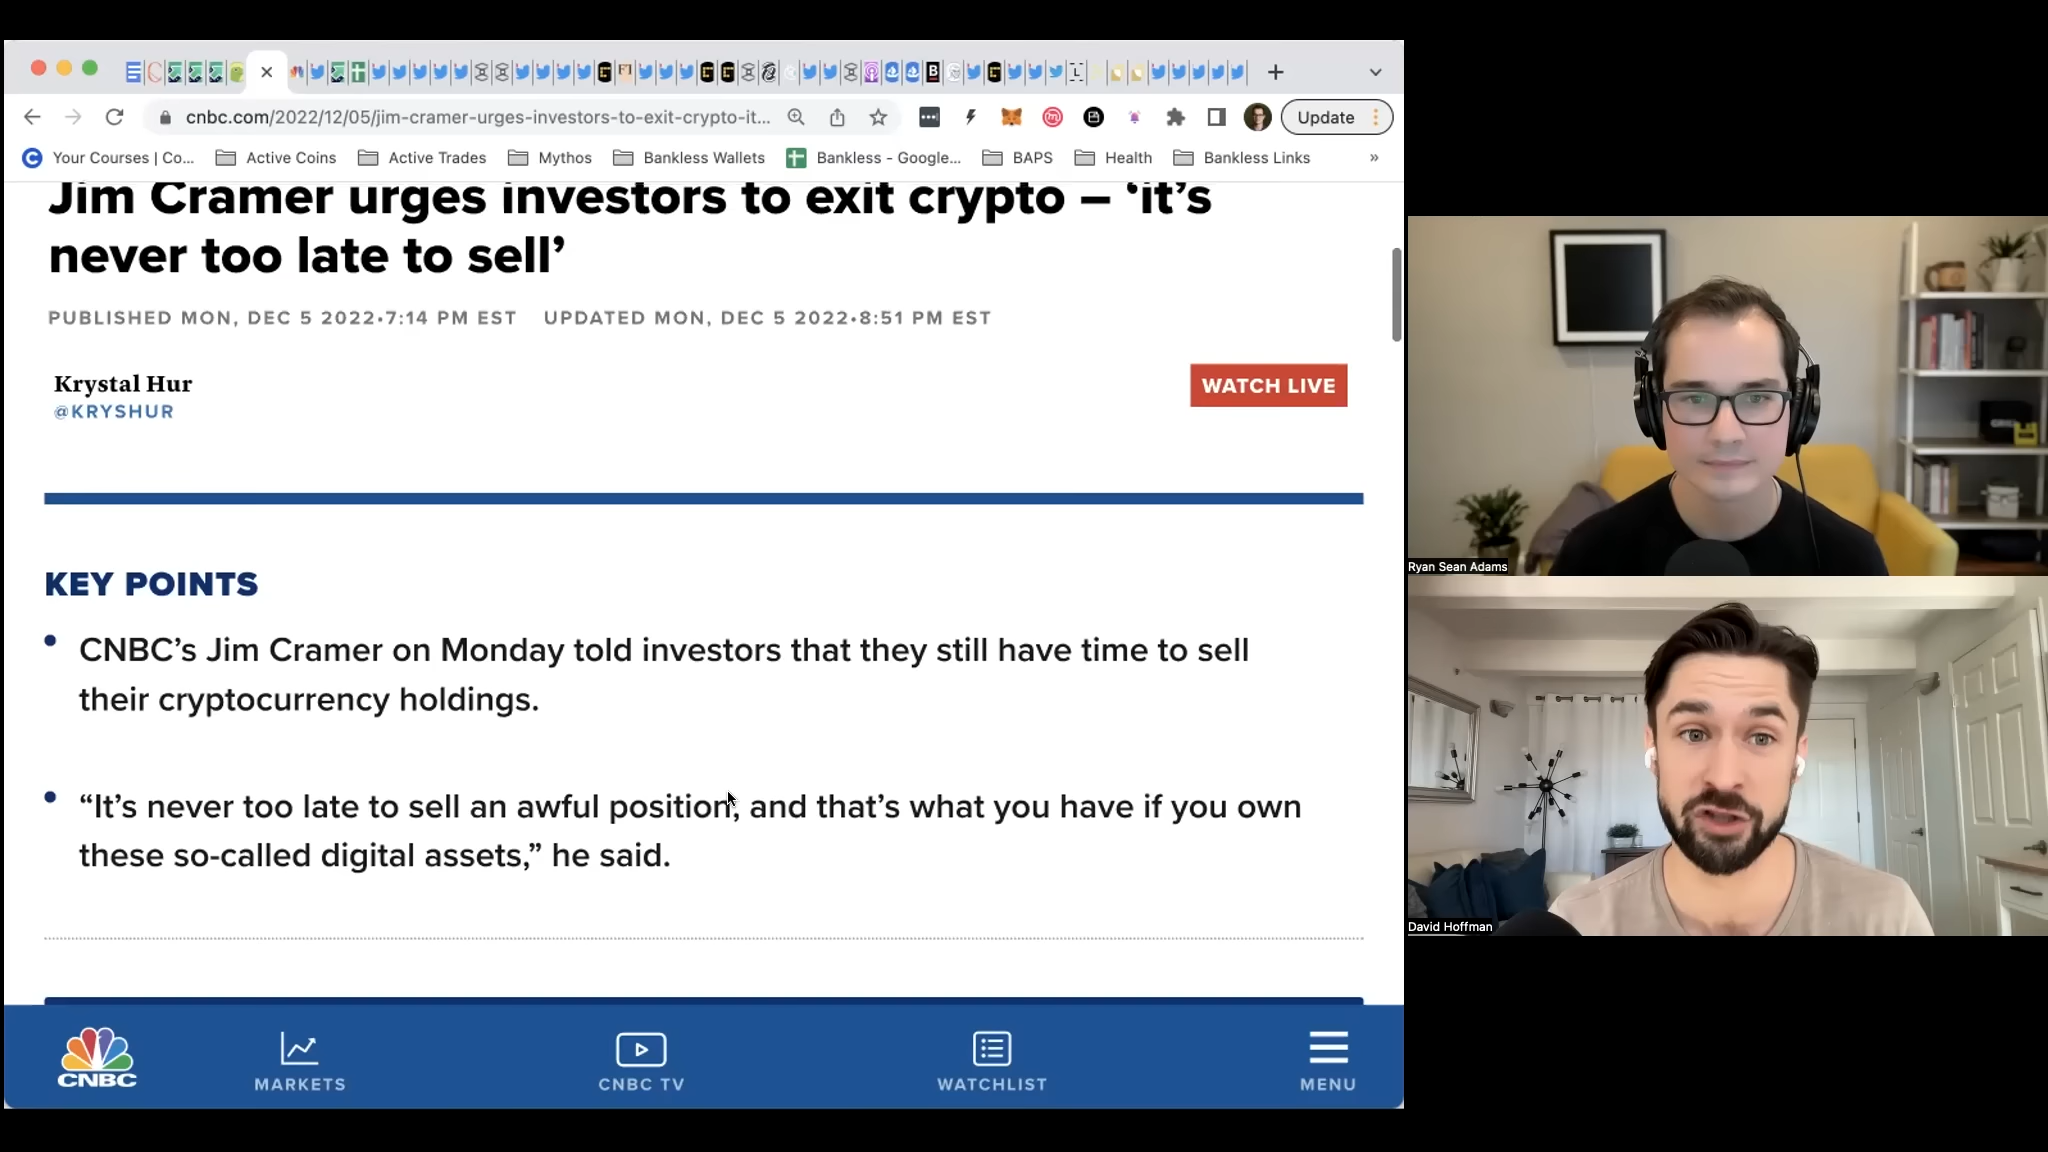 cnbc.com/2022/12/05/jim-cramer-urges-investors-to-exit-crypto-it...
Update
Your Courses | Co...
Active Coins
Active Trades
Mythos
Bankless Wallets
Bankless - Google...
BAPS
Health
Bankless Links
»
Jim Cramer urges investors to exit crypto – ‘it’s
never too late to sell’
PUBLISHED MON, DEC 5 2022•7:14 PM EST UPDATED MON, DEC 5 2022•8:51 PM EST
Krystal Hur
@KRYSHUR
WATCH LIVE
KEY POINTS
• CNBC’s Jim Cramer on Monday told investors that they still have time to sell
their cryptocurrency holdings.
• “It’s never too late to sell an awful position, and that’s what you have if you own
these so-called digital assets,” he said.
CNBC
MARKETS
CNBC TV
WATCHLIST
MENU
Ryan Sean Adams
David Hoffman